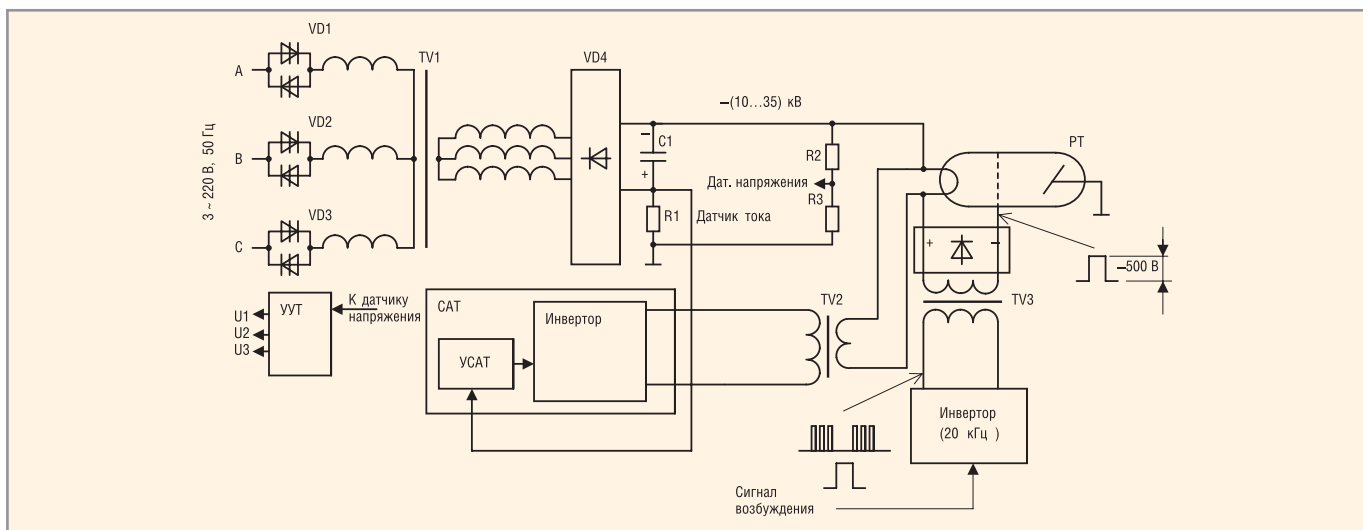 VD1
TV1
VD4
A
VD2
B
3 ~ 220 В, 50 Гц
VD3
C
–(10...35) кВ
C1
–
+
R2
Дат. напряжения
R3
R1
Датчик тока
РТ
+
–
–500 В
TV3
TV2
УУТ
U1
U2
U3
К датчику
напряжения
САТ
Инвертор
УСАТ
Инвертор
(20 кГц )
Сигнал
возбуждения